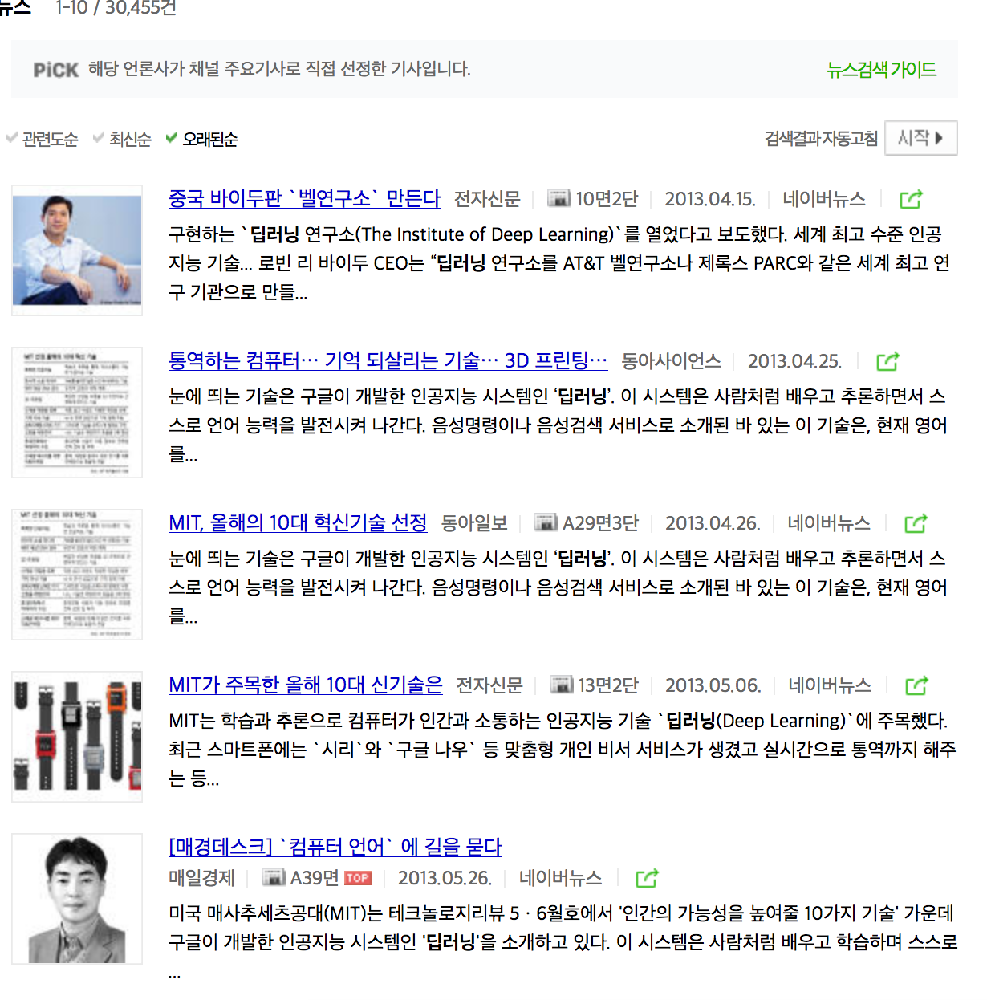 뉴스 1-10 / 30,455건
PiCK 해당 언론사가 채널 주요기사로 직접 선정한 기사입니다. 뉴스검색 가이드
관련도순 최신순 오래된순 검색결과 자동고침 시작
중국 바이두판 `벨연구소` 만든다 전자신문 10면2단 2013.04.15. 네이버뉴스
구현하는 `딥러닝 연구소(The Institute of Deep Learning)`를 열었다고 보도했다. 세계 최고 수준 인공
지능 기술... 로빈 리 바이두 CEO는 “딥러닝 연구소를 AT&T 벨연구소나 제록스 PARC와 같은 세계 최고 연
구 기관으로 만들...
통역하는 컴퓨터… 기억 되살리는 기술… 3D 프린팅… 동아사이언스 2013.04.25.
눈에 띄는 기술은 구글이 개발한 인공지능 시스템인 ‘딥러닝’. 이 시스템은 사람처럼 배우고 추론하면서 스
스로 언어 능력을 발전시켜 나간다. 음성명령이나 음성검색 서비스로 소개된 바 있는 이 기술은, 현재 영어
를...
MIT, 올해의 10대 혁신기술 선정 동아일보 A29면3단 2013.04.26. 네이버뉴스
눈에 띄는 기술은 구글이 개발한 인공지능 시스템인 ‘딥러닝’. 이 시스템은 사람처럼 배우고 추론하면서 스
스로 언어 능력을 발전시켜 나간다. 음성명령이나 음성검색 서비스로 소개된 바 있는 이 기술은, 현재 영어
를...
MIT가 주목한 올해 10대 신기술은 전자신문 13면2단 2013.05.06. 네이버뉴스
MIT는 학습과 추론으로 컴퓨터가 인간과 소통하는 인공지능 기술 `딥러닝(Deep Learning)`에 주목했다.
최근 스마트폰에는 `시리`와 `구글 나우` 등 맞춤형 개인 비서 서비스가 생겼고 실시간으로 통역까지 해주
는 등...
[매경데스크] `컴퓨터 언어` 에 길을 묻다
매일경제 A39면 TOP 2013.05.26. 네이버뉴스
미국 매사추세츠공대(MIT)는 테크놀로지리뷰 5ㆍ6월호에서 '인간의 가능성을 높여줄 10가지 기술' 가운데
구글이 개발한 인공지능 시스템인 '딥러닝'을 소개하고 있다. 이 시스템은 사람처럼 배우고 학습하며 스스로
...